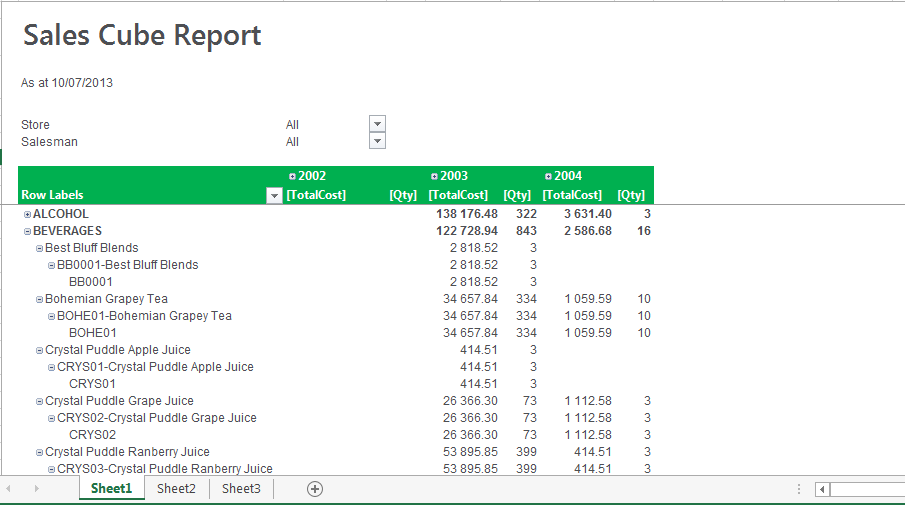 Sales Cube Report
As at 10/07/2013
Store All
Salesman All
2002 2003 2004
Row Labels [TotalCost] [Qty] [TotalCost] [Qty] [TotalCost] [Qty]
ALCOHOL 138 176.48 322 3 631.40 3
BEVERAGES 122 728.94 843 2 586.68 16
Best Bluff Blends 2 818.52 3
BB0001-Best Bluff Blends 2 818.52 3
BB0001 2 818.52 3
Bohemian Grapey Tea 34 657.84 334 1 059.59 10
BOHE01-Bohemian Grapey Tea 34 657.84 334 1 059.59 10
BOHE01 34 657.84 334 1 059.59 10
Crystal Puddle Apple Juice 414.51 3
CRYS01-Crystal Puddle Apple Juice 414.51 3
CRYS01 414.51 3
Crystal Puddle Grape Juice 26 366.30 73 1 112.58 3
CRYS02-Crystal Puddle Grape Juice 26 366.30 73 1 112.58 3
CRYS02 26 366.30 73 1 112.58 3
Crystal Puddle Ranberry Juice 53 895.85 399 414.51 3
CRYS03-Crystal Puddle Ranberry Juice 53 895.85 399 414.51 3
Sheet1 Sheet2 Sheet3